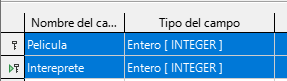 Nombre del ca... Tipo del campo
Pelicula Entero [ INTEGER ]
Intereprete Entero [ INTEGER ]